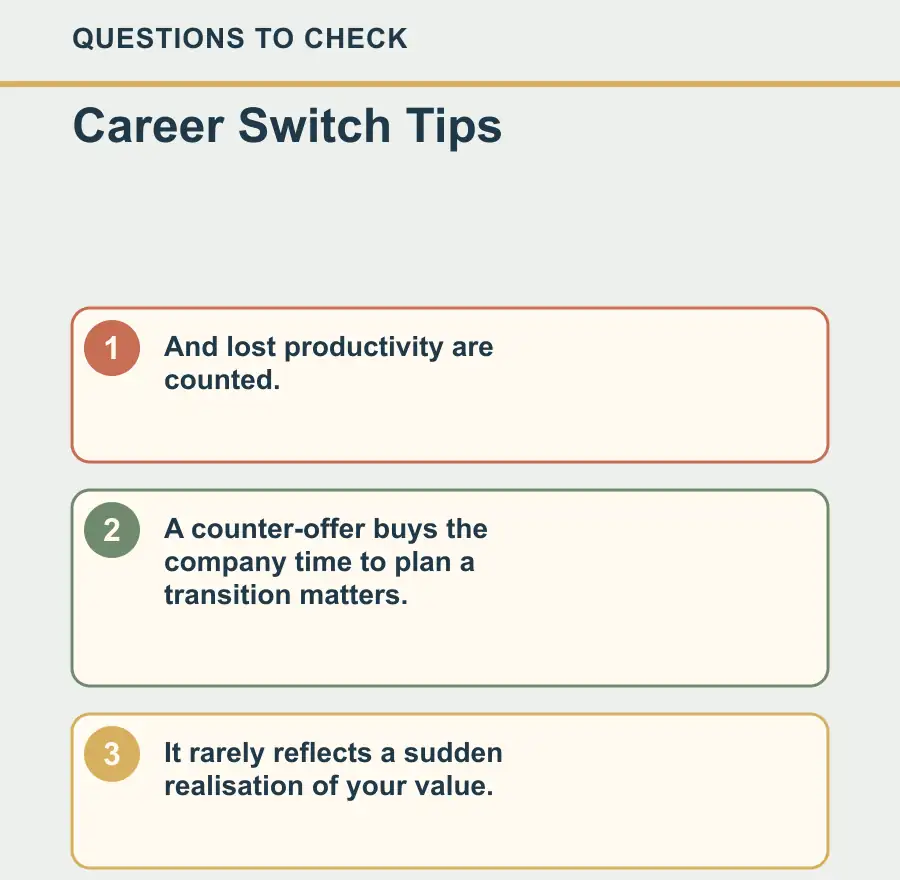 QUESTIONS TO CHECK
Career Switch Tips
1
And lost productivity are
counted.
2
A counter-offer buys the
company time to plan a
transition matters.
3
It rarely reflects a sudden
realisation of your value.